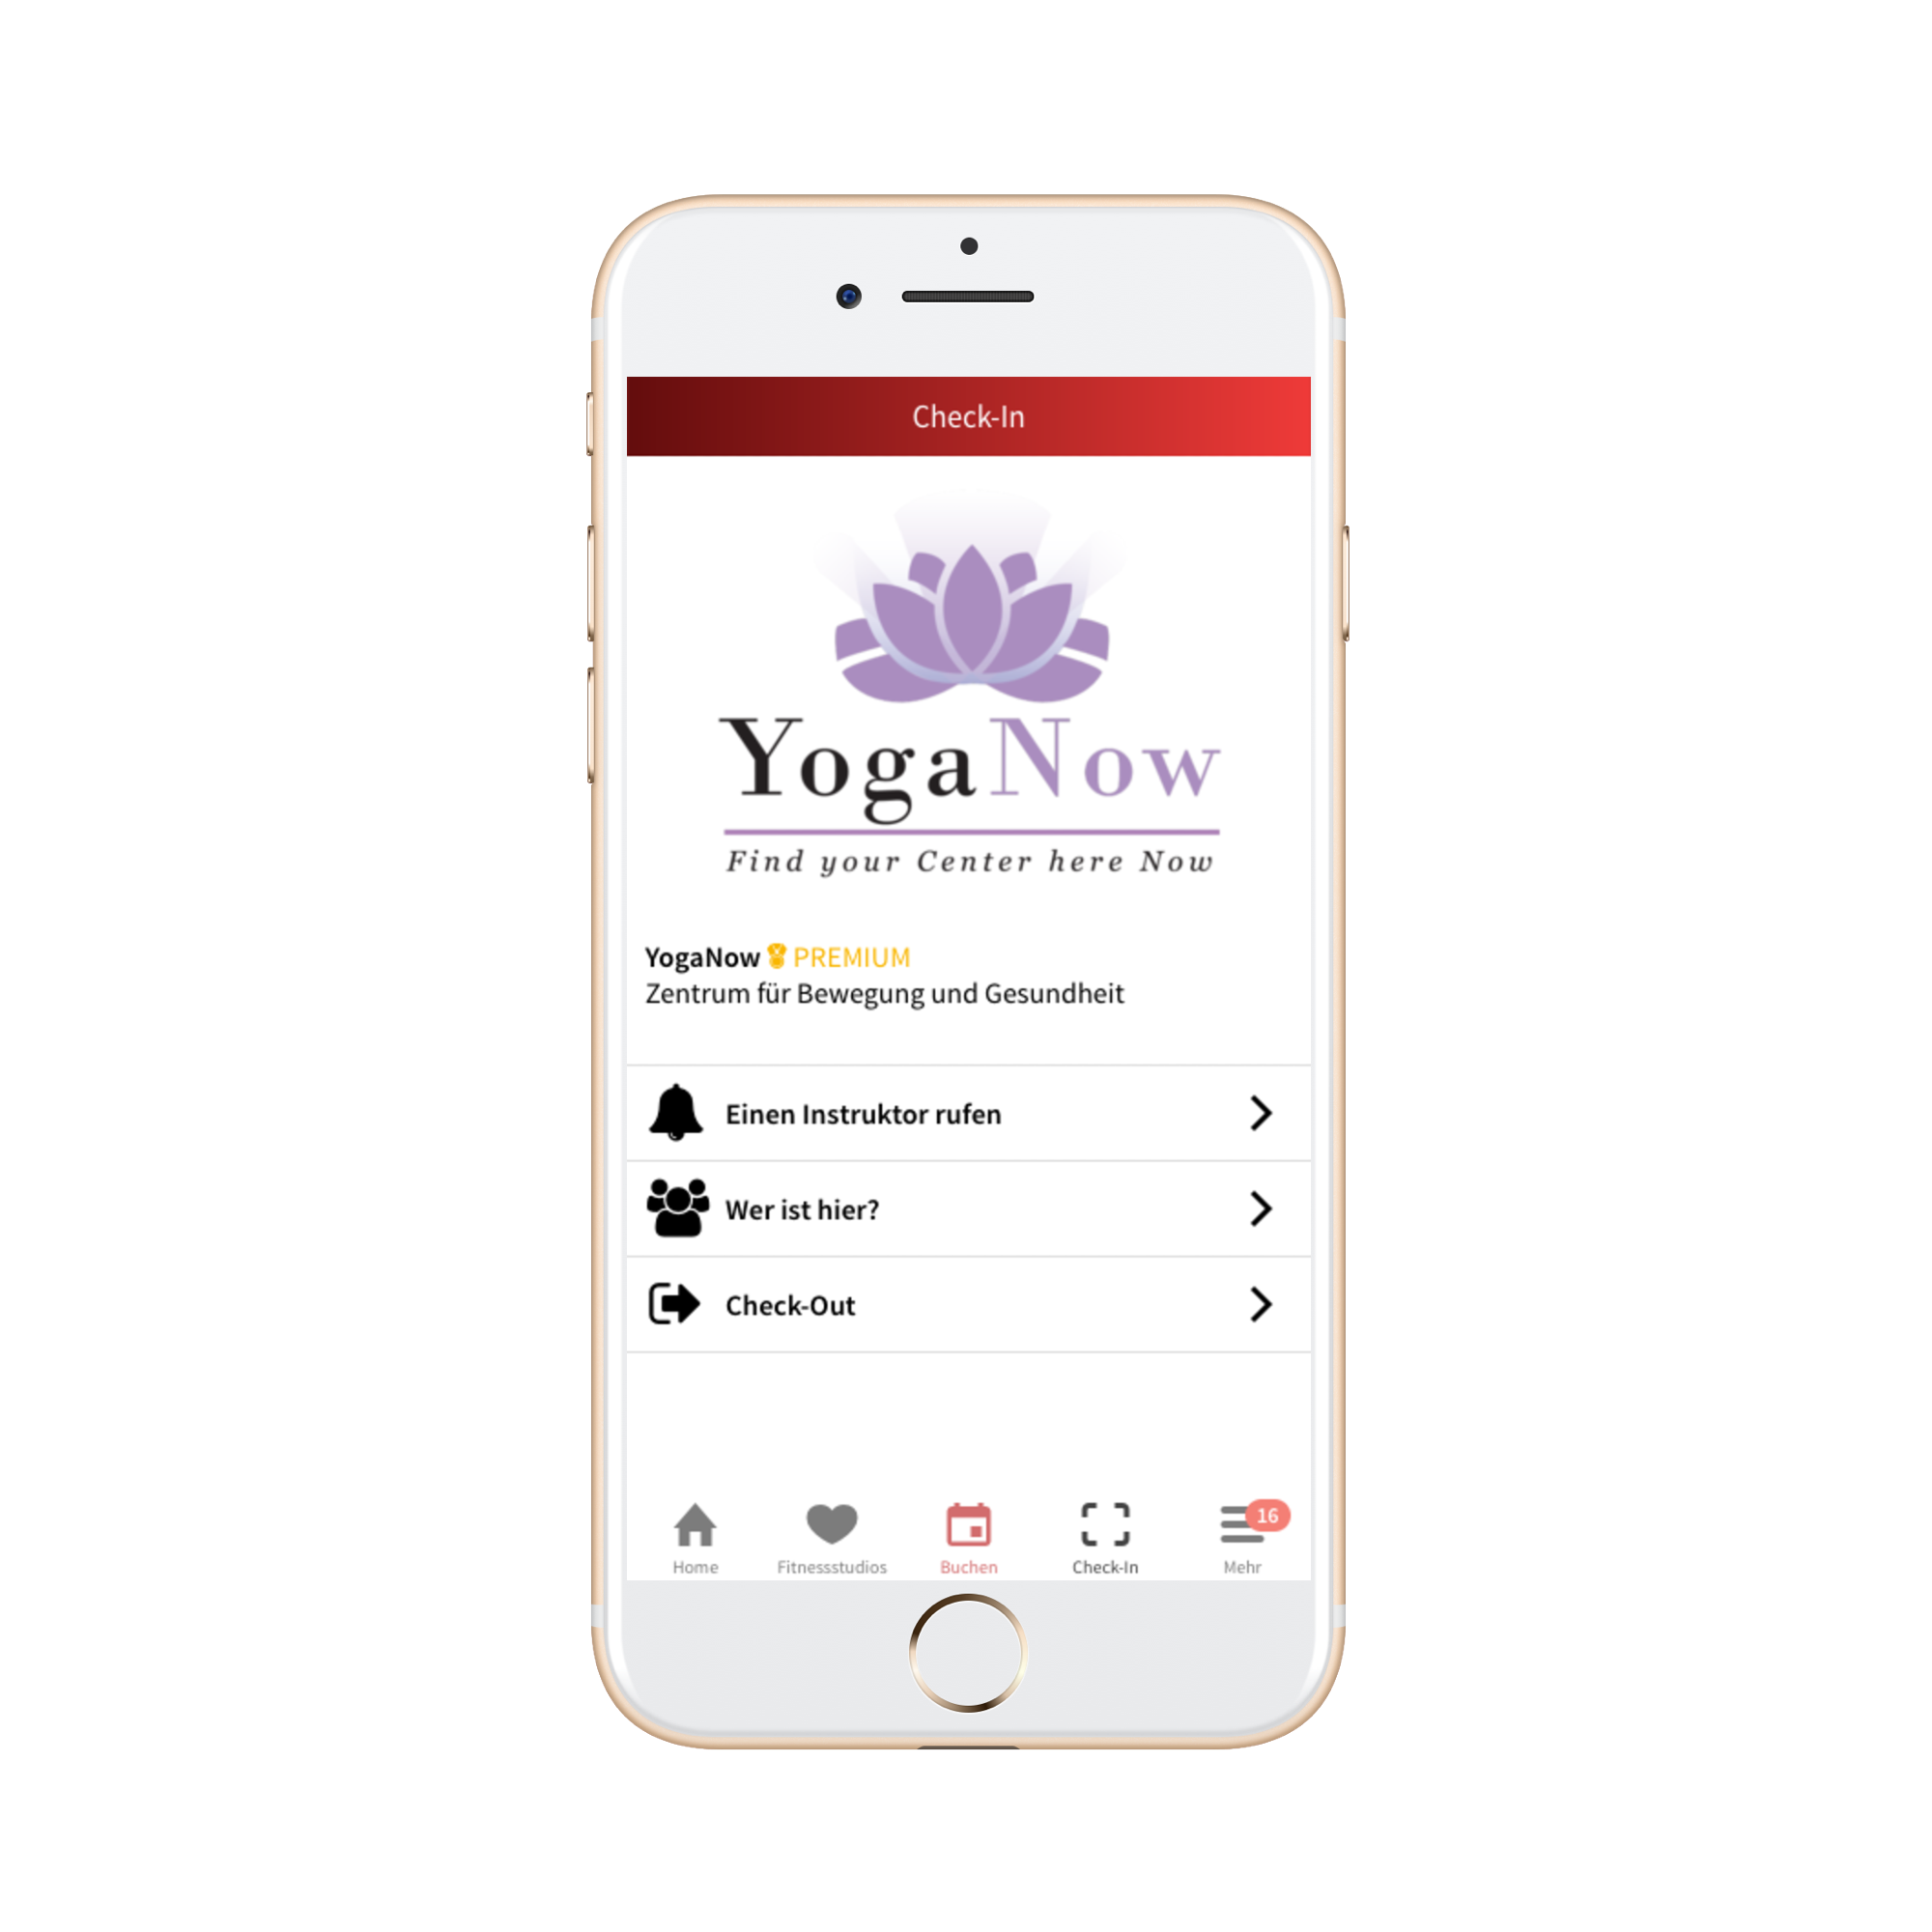 Check-In
YogaNow
Find your Center here Now
YogaNow PREMIUM
Zentrum für Bewegung und Gesundheit
Einen Instruktor rufen
Wer ist hier?
Check-Out
16
Home Fitnessstudios Buchen Check-In Mehr